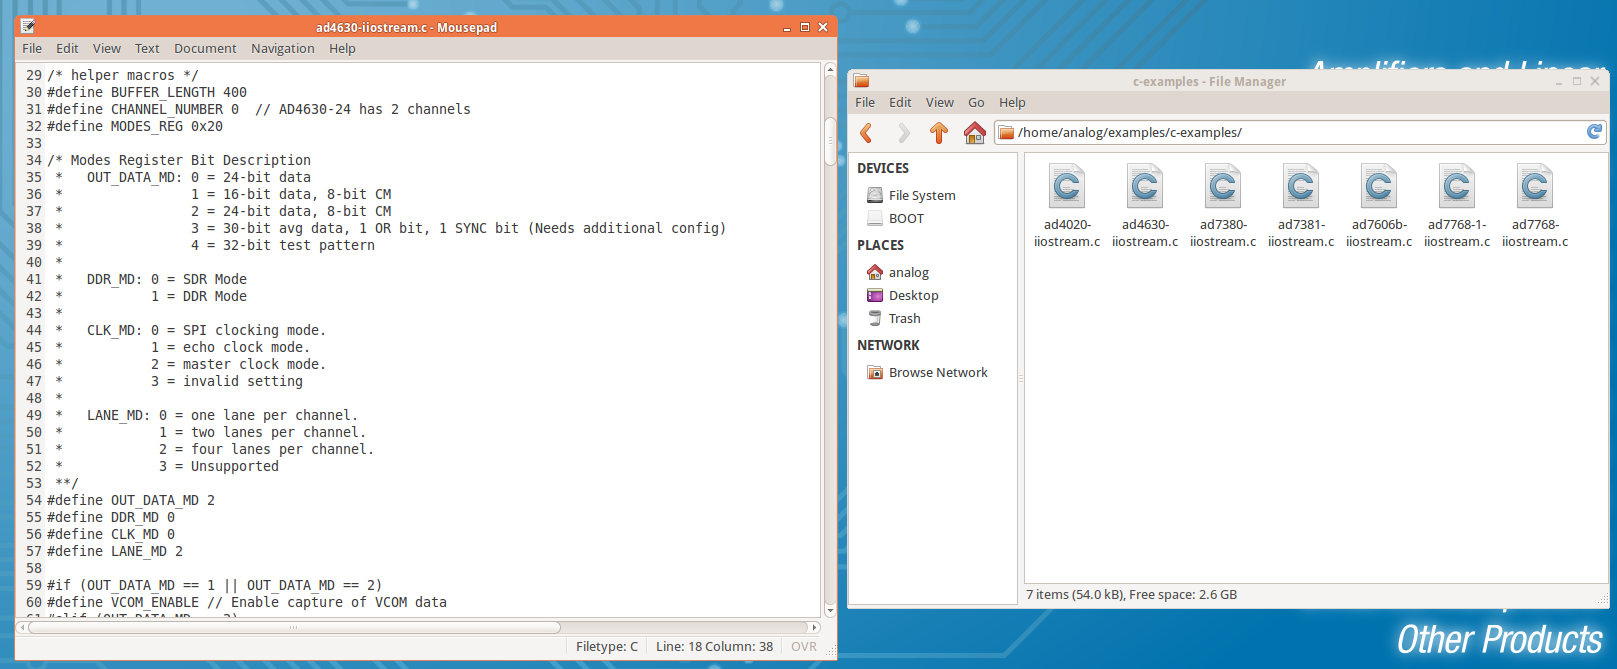 ad4630-iiostream.c - Mousepad
File Edit View Text Document Navigation Help
29 /* helper macros */
30 #define BUFFER_LENGTH 400
31 #define CHANNEL_NUMBER 0  // AD4630-24 has 2 channels
32 #define MODES_REG 0x20
33
34 /* Modes Register Bit Description
35  *   OUT_DATA_MD: 0 = 24-bit data
36  *                1 = 16-bit data, 8-bit CM
37  *                2 = 24-bit data, 8-bit CM
38  *                3 = 30-bit avg data, 1 OR bit, 1 SYNC bit (Needs additional config)
39  *                4 = 32-bit test pattern
40  *
41  *   DDR_MD: 0 = SDR Mode
42  *           1 = DDR Mode
43  *
44  *   CLK_MD: 0 = SPI clocking mode.
45  *           1 = echo clock mode.
46  *           2 = master clock mode.
47  *           3 = invalid setting
48  *
49  *   LANE_MD: 0 = one lane per channel.
50  *            1 = two lanes per channel.
51  *            2 = four lanes per channel.
52  *            3 = Unsupported
53  **/
54 #define OUT_DATA_MD 2
55 #define DDR_MD 0
56 #define CLK_MD 0
57 #define LANE_MD 2
58
59 #if (OUT_DATA_MD == 1 || OUT_DATA_MD == 2)
60 #define VCOM_ENABLE // Enable capture of VCOM data
Filetype: C Line: 18 Column: 38 OVR
c-examples - File Manager
File Edit View Go Help
/home/analog/examples/c-examples/
DEVICES
File System
BOOT
PLACES
analog
Desktop
Trash
NETWORK
Browse Network
ad4020-iiostream.c
ad4630-iiostream.c
ad7380-iiostream.c
ad7381-iiostream.c
ad7606b-iiostream.c
ad7768-1-iiostream.c
ad7768-iiostream.c
7 items (54.0 kB), Free space: 2.6 GB
Other Products